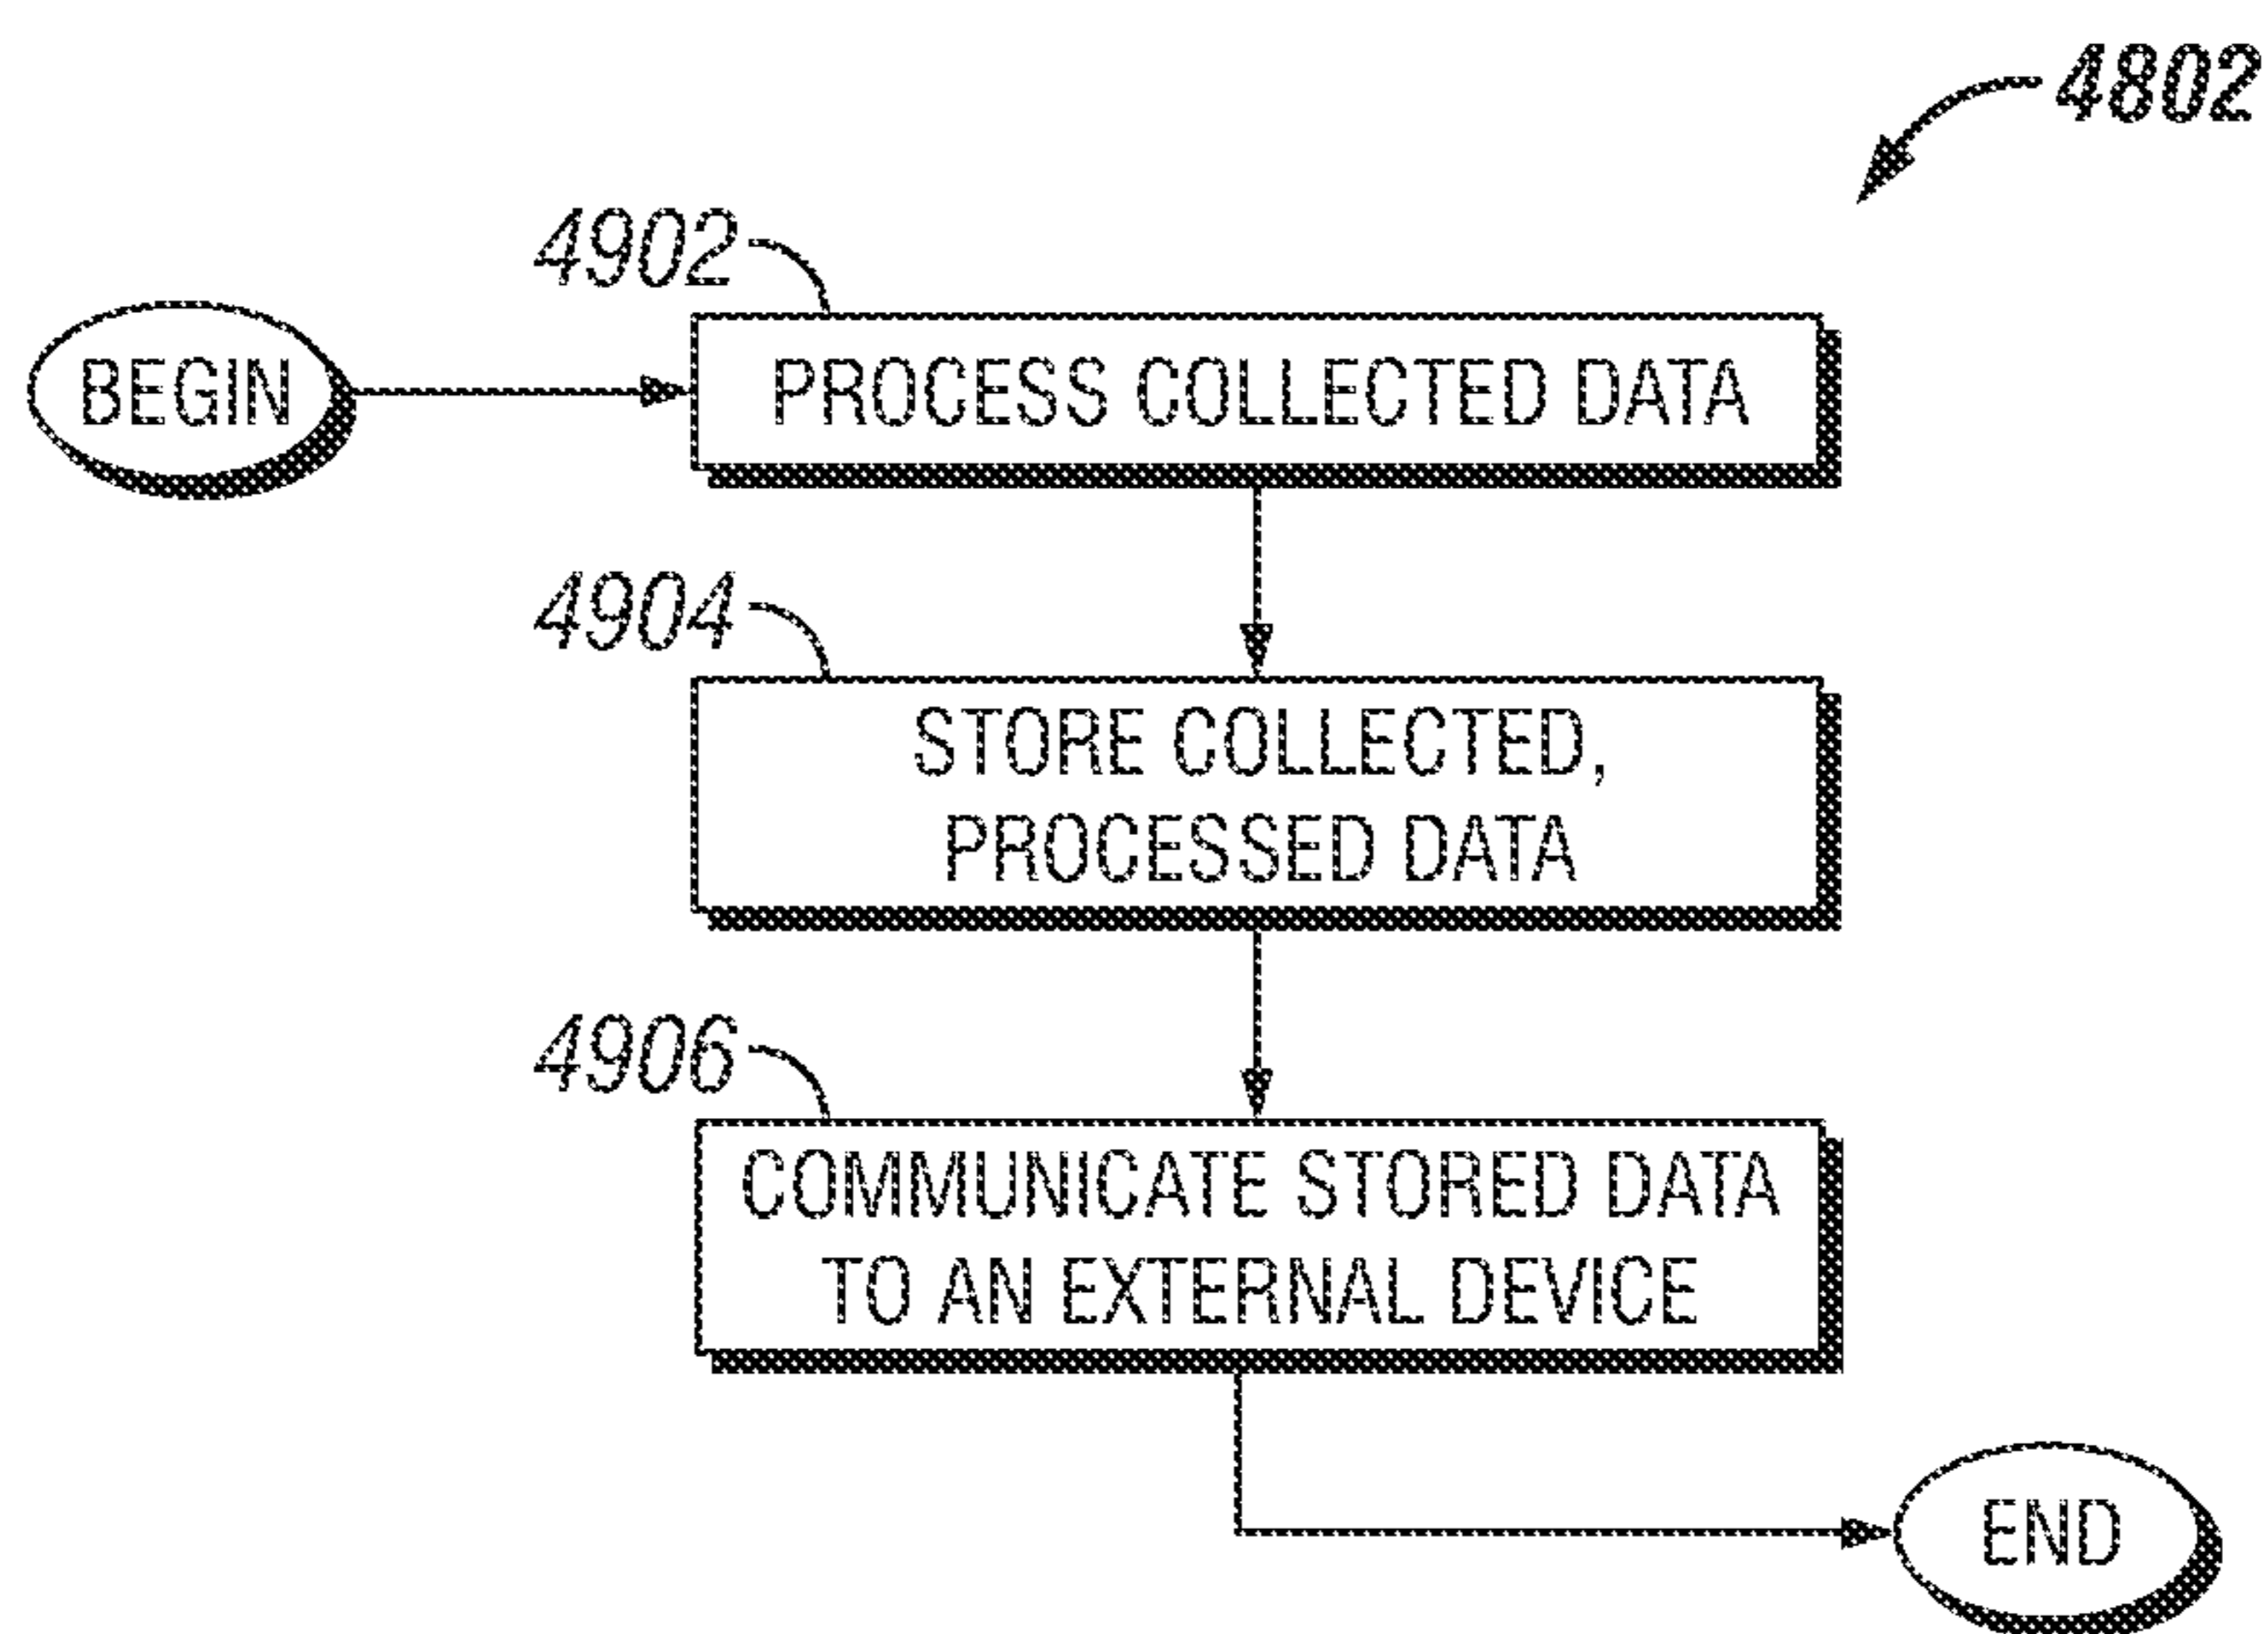 4802
4902
BEGIN
PROCESS COLLECTED DATA
4904
STORE COLLECTED,
PROCESSED DATA
4906
COMMUNICATE STORED DATA
TO AN EXTERNAL DEVICE
END